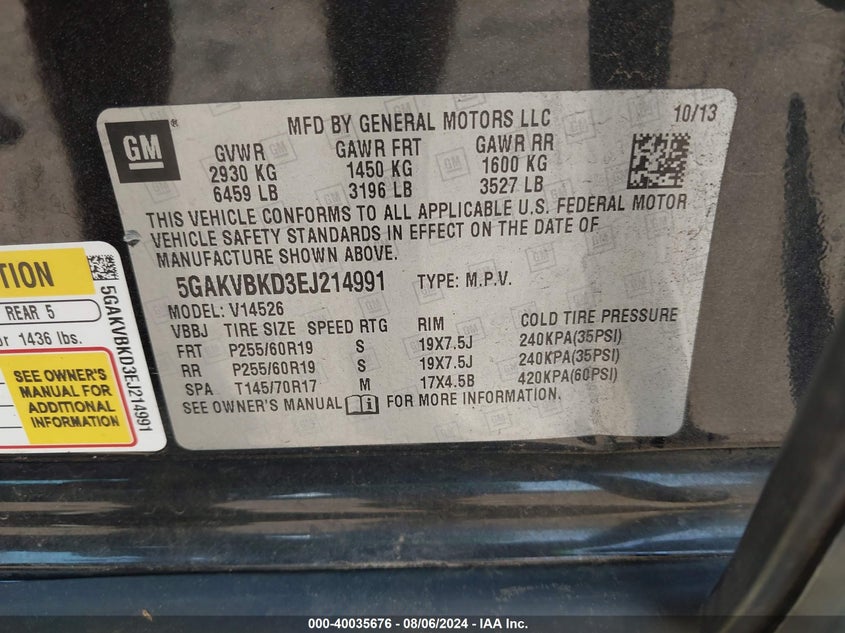 GM
MFD BY GENERAL MOTORS LLC
10/13
GVWR GAWR FRT GAWR RR
2930 KG 1450 KG 1600 KG
6459 LB 3196 LB 3527 LB
THIS VEHICLE CONFORMS TO ALL APPLICABLE U.S. FEDERAL MOTOR
VEHICLE SAFETY STANDARDS IN EFFECT ON THE DATE OF
MANUFACTURE SHOWN ABOVE.
5GAKVBKD3EJ214991 TYPE: M.P.V.
MODEL: V14526
VBBJ TIRE SIZE SPEED RTG RIM COLD TIRE PRESSURE
FRT P255/60R19 S 19X7.5J 240KPA(35PSI)
RR P255/60R19 S 19X7.5J 240KPA(35PSI)
SPA T145/70R17 M 17X4.5B 420KPA(60PSI)
SEE OWNER'S MANUAL FOR MORE INFORMATION.
REAR 5
1436 lbs.
SEE OWNER'S
MANUAL FOR
ADDITIONAL
INFORMATION
5GAKVBKD3EJ214991
000-40035676 - 08/06/2024 - IAA Inc.